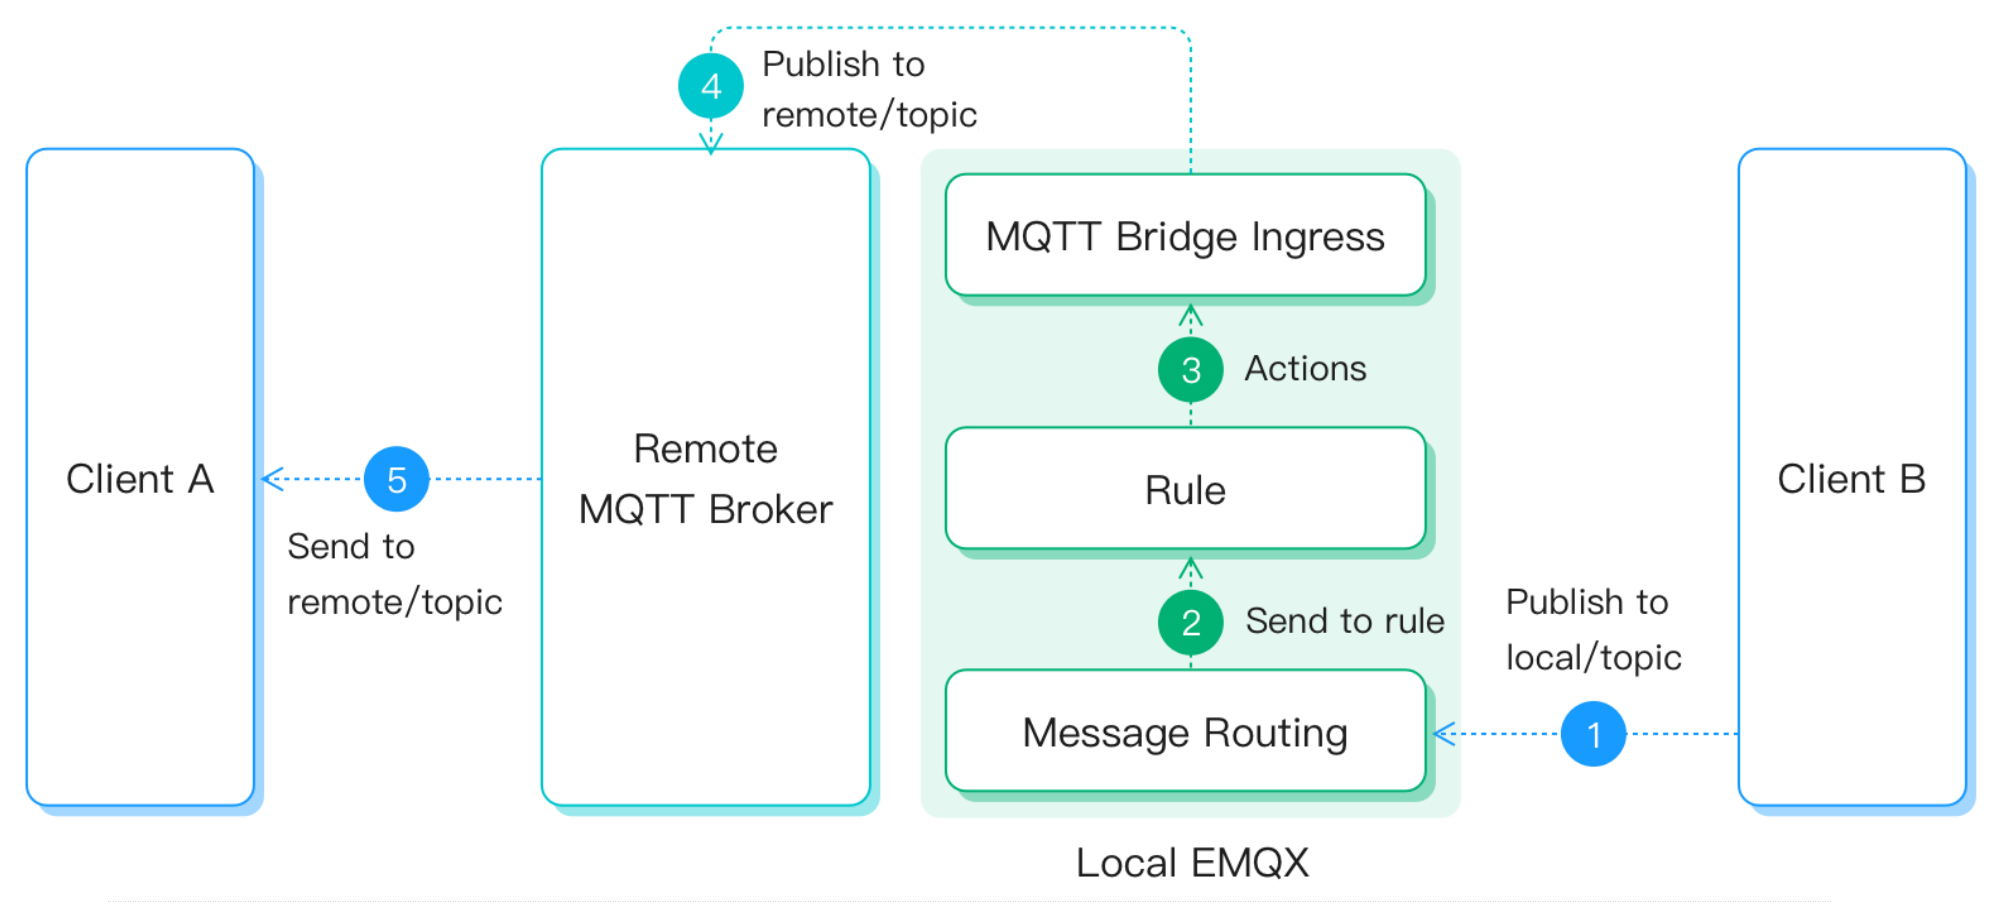 4
Publish to
remote/topic
MQTT Bridge Ingress
3
Actions
Client A
5
Send to
remote/topic
Remote
MQTT Broker
Rule
Client B
2
Send to rule
Publish to
local/topic
Message Routing
1
Local EMQX